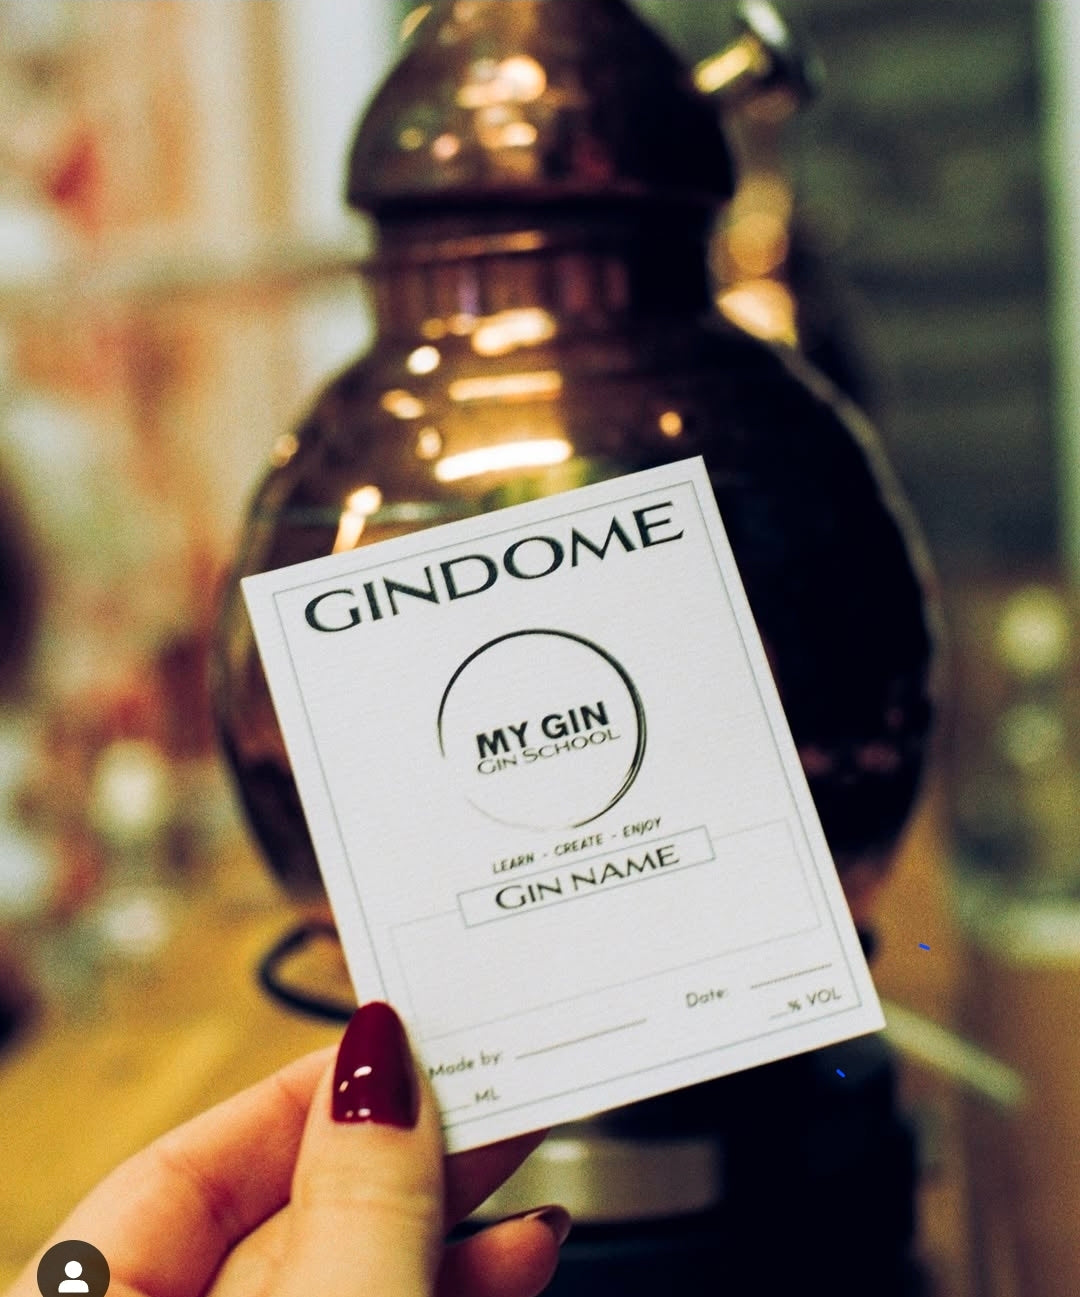 GINDOME
MY GIN
GIN SCHOOL
LEARN - CREATE - ENJOY
GIN NAME
Date:
% VOL
Made by:
ML